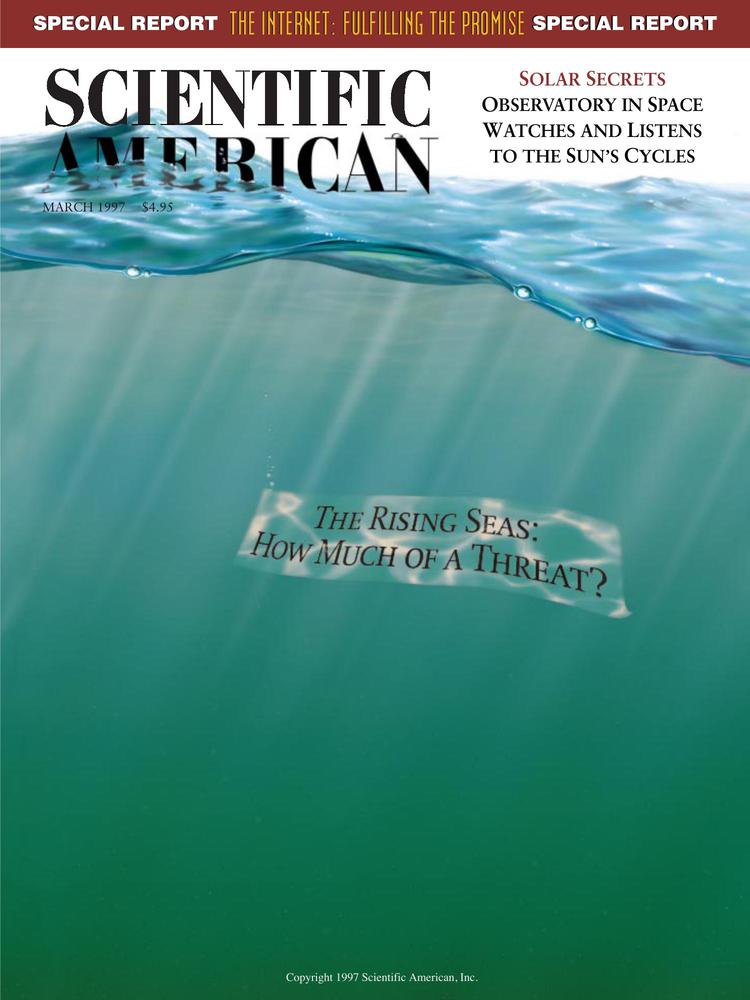 SPECIAL REPORT THE INTERNET: FULFILLING THE PROMISE SPECIAL REPORT
SCIENTIFIC
AMERICAN
MARCH 1997 $4.95
SOLAR SECRETS
OBSERVATORY IN SPACE
WATCHES AND LISTENS
TO THE SUN'S CYCLES
THE RISING SEAS:
HOW MUCH OF A THREAT?
Copyright 1997 Scientific American, Inc.